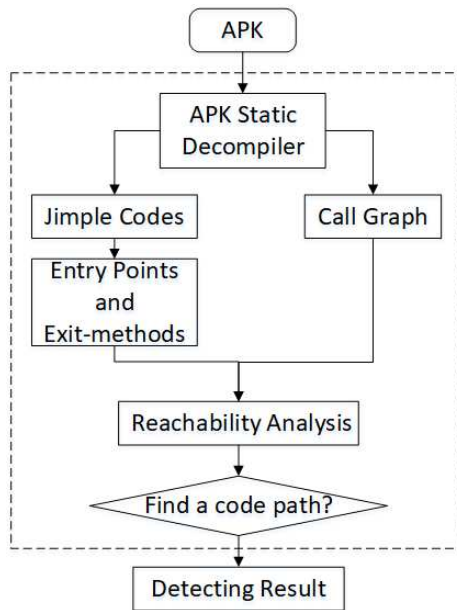 APK
APK Static
Decompiler
Jimple Codes
Call Graph
Entry Points
and
Exit-methods
Reachability Analysis
Find a code path?
Detecting Result